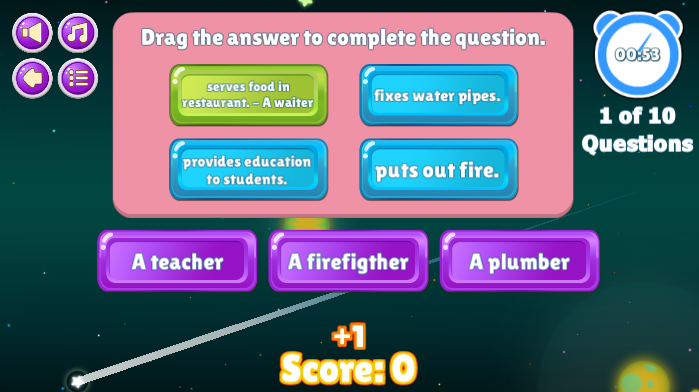 Drag the answer to complete the question.
serves food in
restaurant. - A waiter
fixes water pipes.
provides education
to students.
puts out fire.
00:53
1 of 10
Questions
A teacher
A firefigther
A plumber
+1
Score: 0